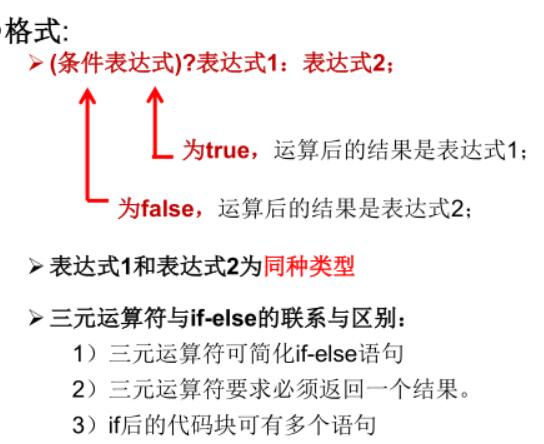 格式:
(条件表达式)?表达式1：表达式2；
为true，运算后的结果是表达式1；
为false，运算后的结果是表达式2；
表达式1和表达式2为同种类型
三元运算符与if-else的联系与区别：
1）三元运算符可简化if-else语句
2）三元运算符要求必须返回一个结果。
3）if后的代码块可有多个语句